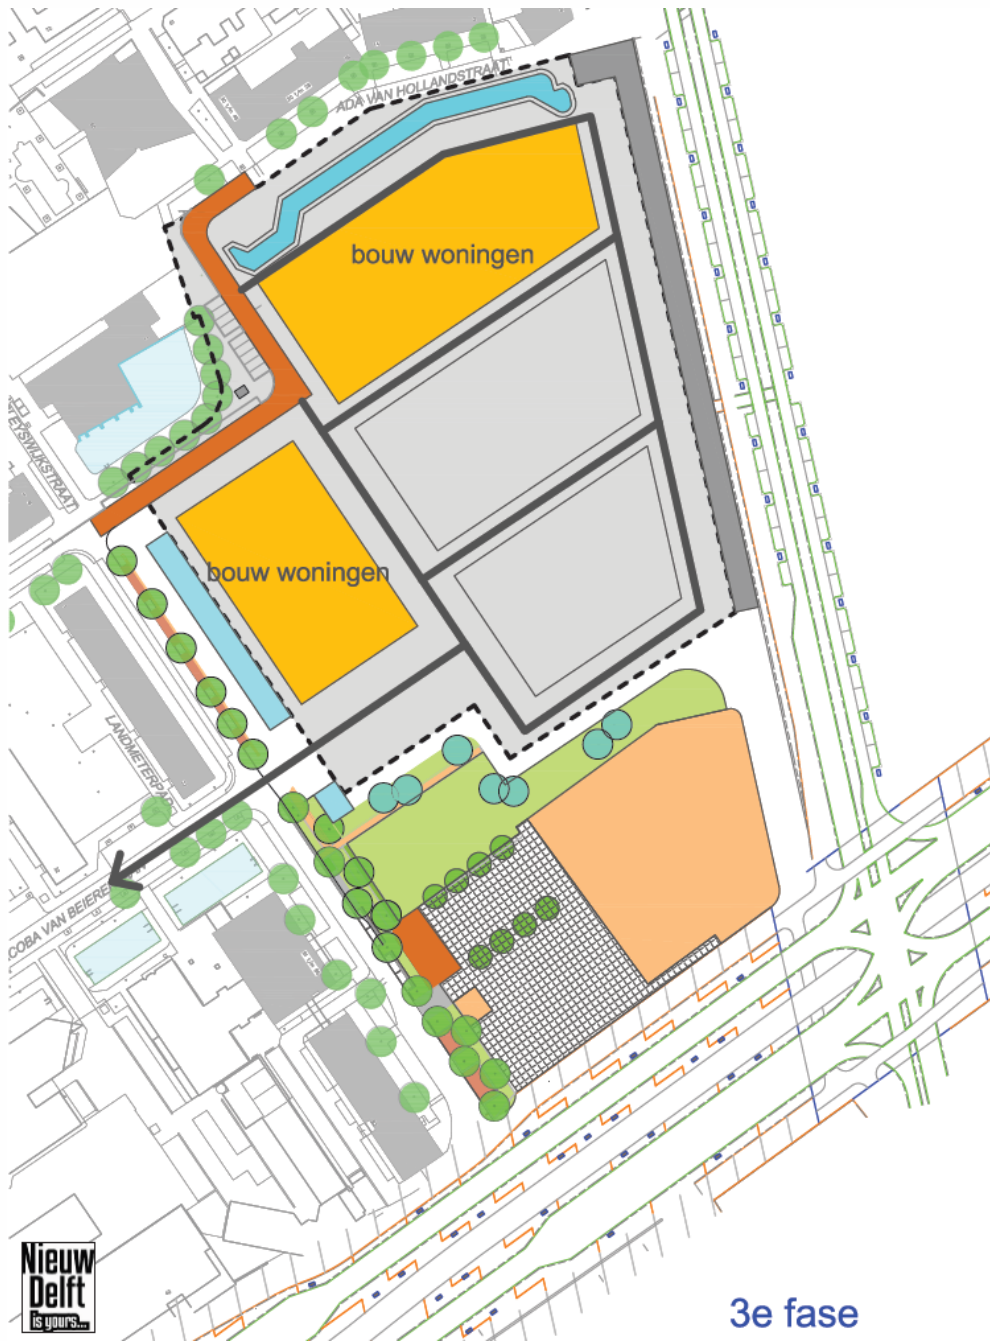 ADA VAN HOLLANDSTRAAT
bouw woningen
bouw woningen
LANDMETERPAD
COBA VAN BEIERE
Nieuw
Delft
is yours...
3e fase